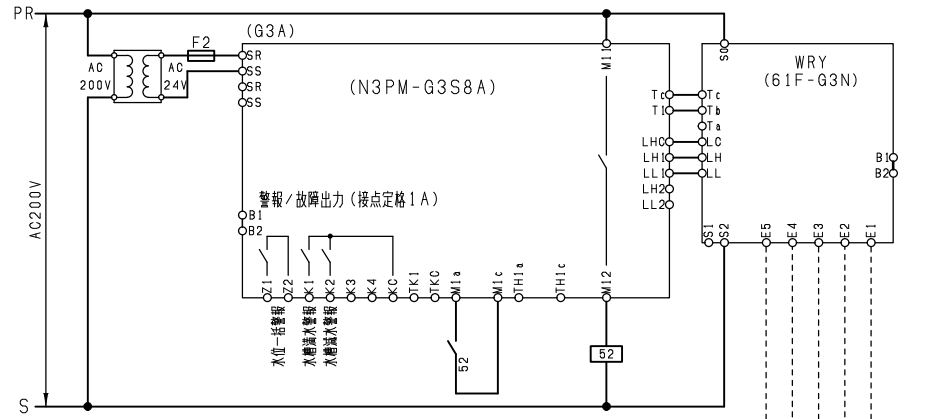 PR
(G3A)
F2
AC 200V
AC 24V
SR
SS
SR
SS
(N3PM-G3S8A)
M11
S0
WRY
(61F-G3N)
Tc
T1
LHC
LH1
LL1
LH2
LL2
Tc
Tb
Ta
LC
LH
LL
B1
B2
AC200V
警報/故障出力(接点定格1A)
B1
B2
Z1
Z2
K1
K2
K3
K4
KC
TK1
TKC
M1a
M1c
TH1a
TH1c
M12
S1
S2
E5
E4
E3
E2
E1
水位一括警報
水槽満水警報
水槽減水警報
52
52
S